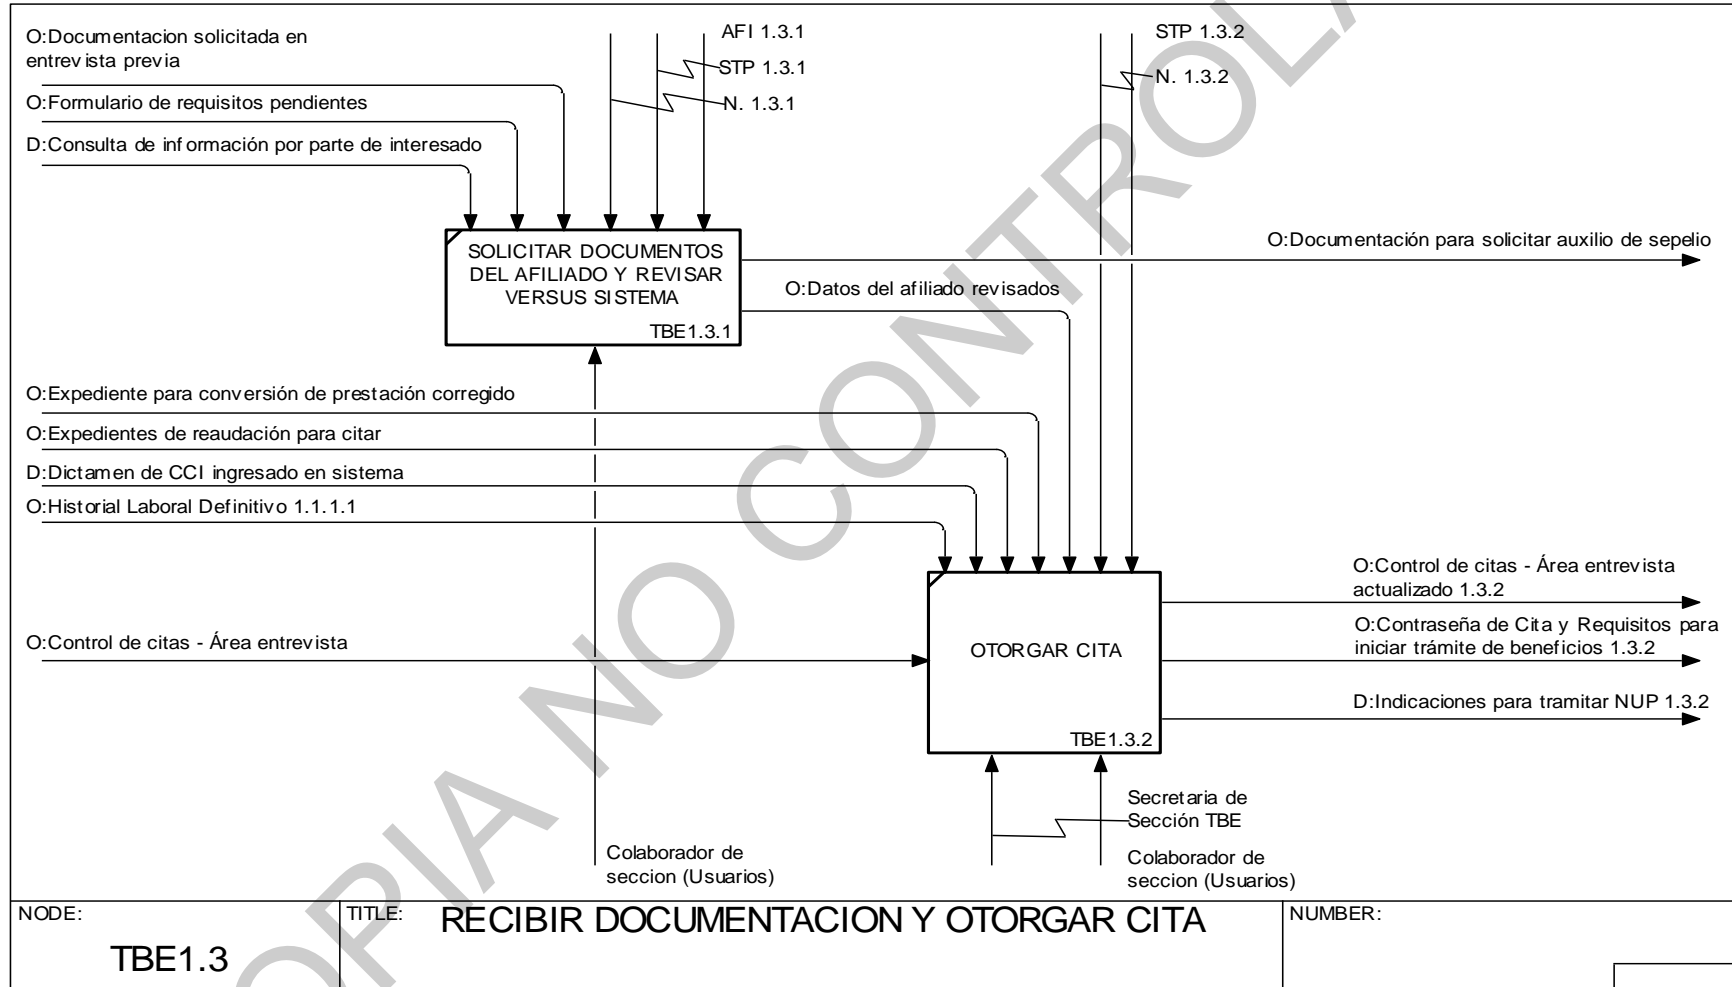 O:Documentacion solicitada en
entrevista previa
O:Formulario de requisitos pendientes
D:Consulta de información por parte de interesado
AFI 1.3.1
STP 1.3.1
N. 1.3.1
STP 1.3.2
N. 1.3.2
SOLICITAR DOCUMENTOS
DEL AFILIADO Y REVISAR
VERSUS SISTEMA
TBE1.3.1
O:Documentación para solicitar auxilio de sepelio
O:Datos del afiliado revisados
O:Expediente para conversión de prestación corregido
O:Expedientes de reaudación para citar
D:Dictamen de CCI ingresado en sistema
O:Historial Laboral Definitivo 1.1.1.1
O:Control de citas - Área entrevista
OTORGAR CITA
TBE1.3.2
O:Control de citas - Área entrevista
actualizado 1.3.2
O:Contraseña de Cita y Requisitos para
iniciar trámite de beneficios 1.3.2
D:Indicaciones para tramitar NUP 1.3.2
Secretaria de
Sección TBE
Colaborador de
seccion (Usuarios)
Colaborador de
seccion (Usuarios)
NODE:
TBE1.3
TITLE:
RECIBIR DOCUMENTACION Y OTORGAR CITA
NUMBER:
OPIA NO CONTROLA